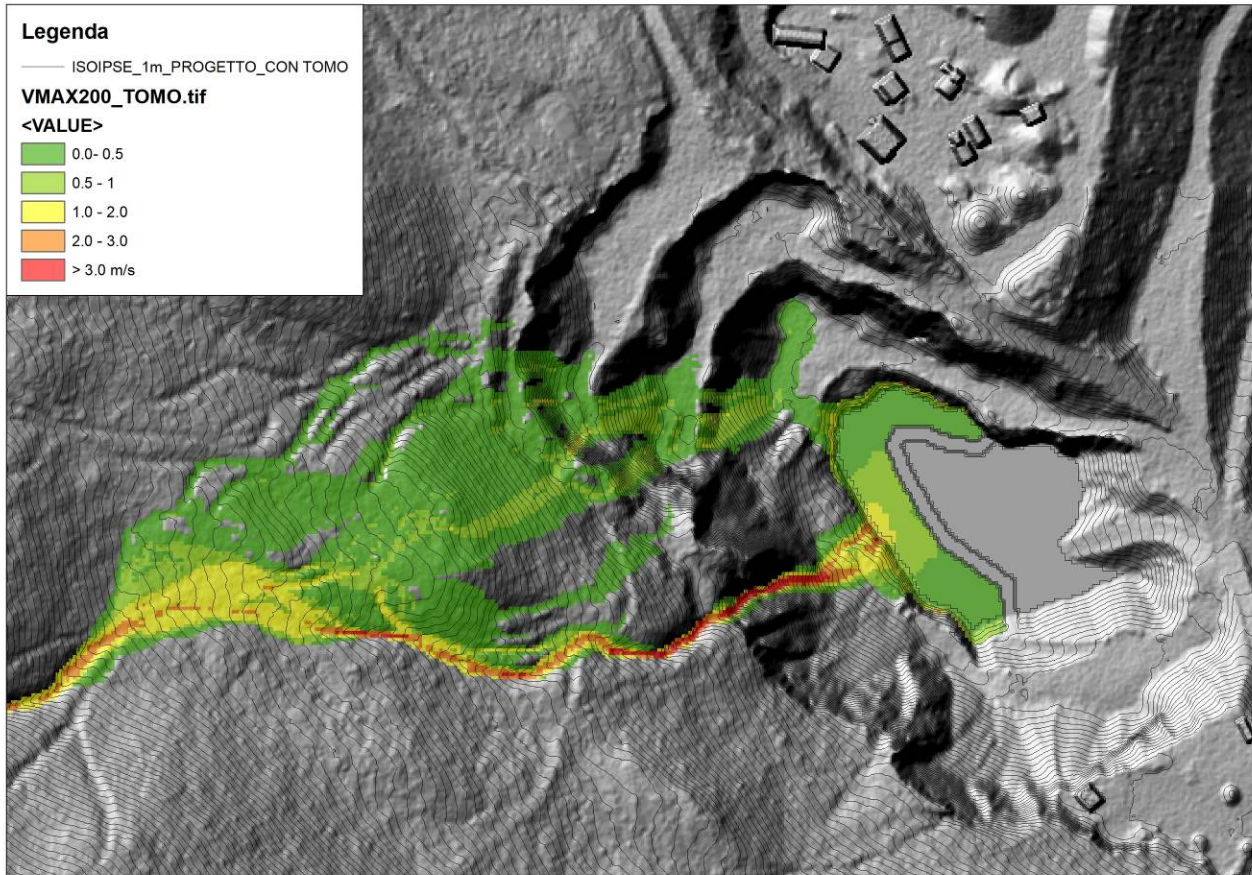 Legenda
ISOIPSE_1m_PROGETTO_CON TOMO
VMAX200_TOMO.tif
<VALUE>
0.0- 0.5
0.5 - 1
1.0 - 2.0
2.0 - 3.0
> 3.0 m/s